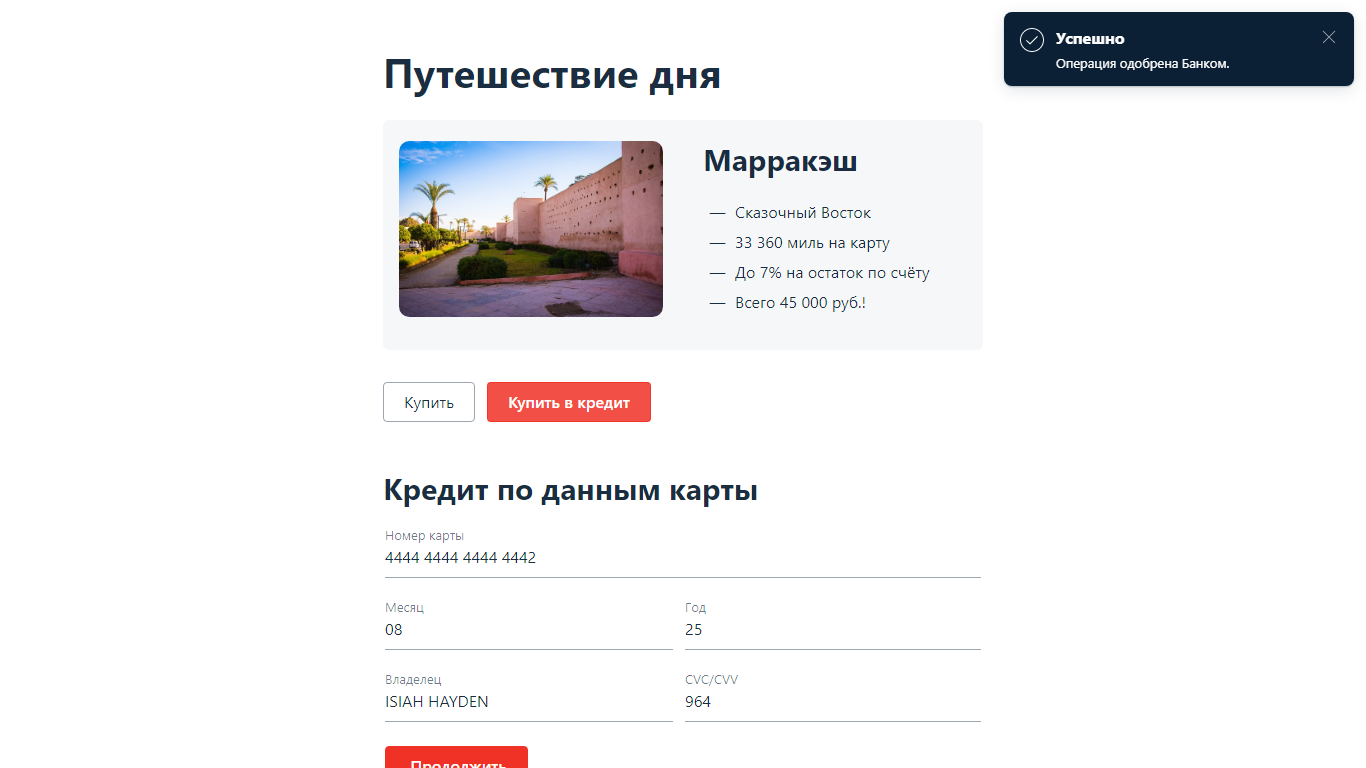 Успешно
Операция одобрена Банком.
Путешествие дня
Марракэш
— Сказочный Восток
— 33 360 миль на карту
— До 7% на остаток по счёту
— Всего 45 000 руб.!
Купить
Купить в кредит
Кредит по данным карты
Номер карты
4444 4444 4444 4442
Месяц
Год
08
25
Владелец
CVC/CVV
ISIAH HAYDEN
964
Продолжить